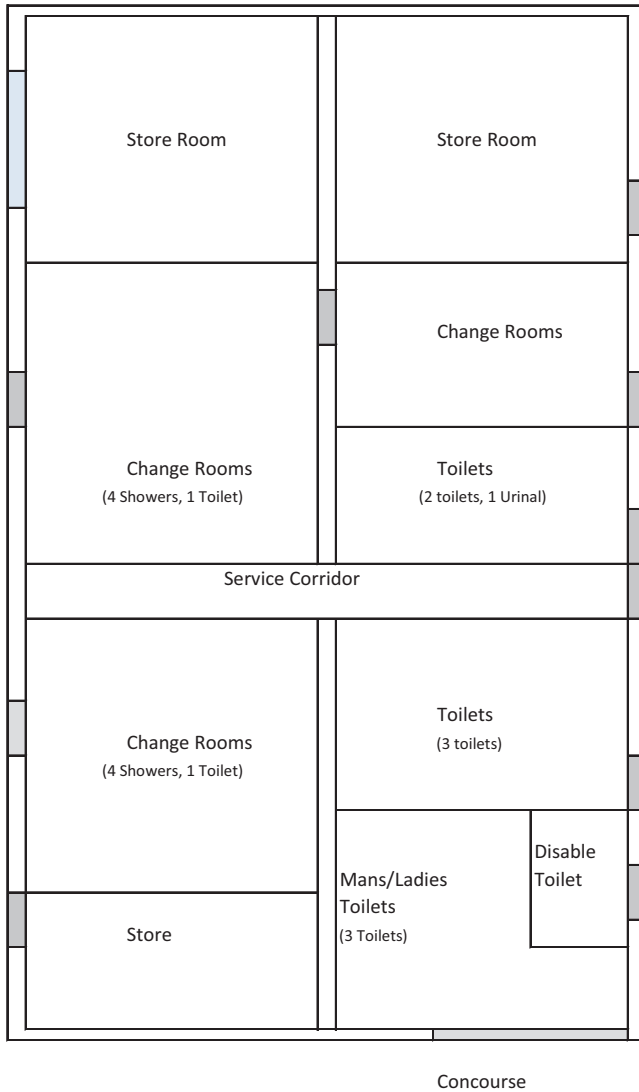 Store Room
Store Room
Change Rooms
Change Rooms
(4 Showers, 1 Toilet)
Toilets
(2 toilets, 1 Urinal)
Service Corridor
Toilets
(3 toilets)
Change Rooms
(4 Showers, 1 Toilet)
Disable
Toilet
Mans/Ladies
Toilets
(3 Toilets)
Store
Concourse